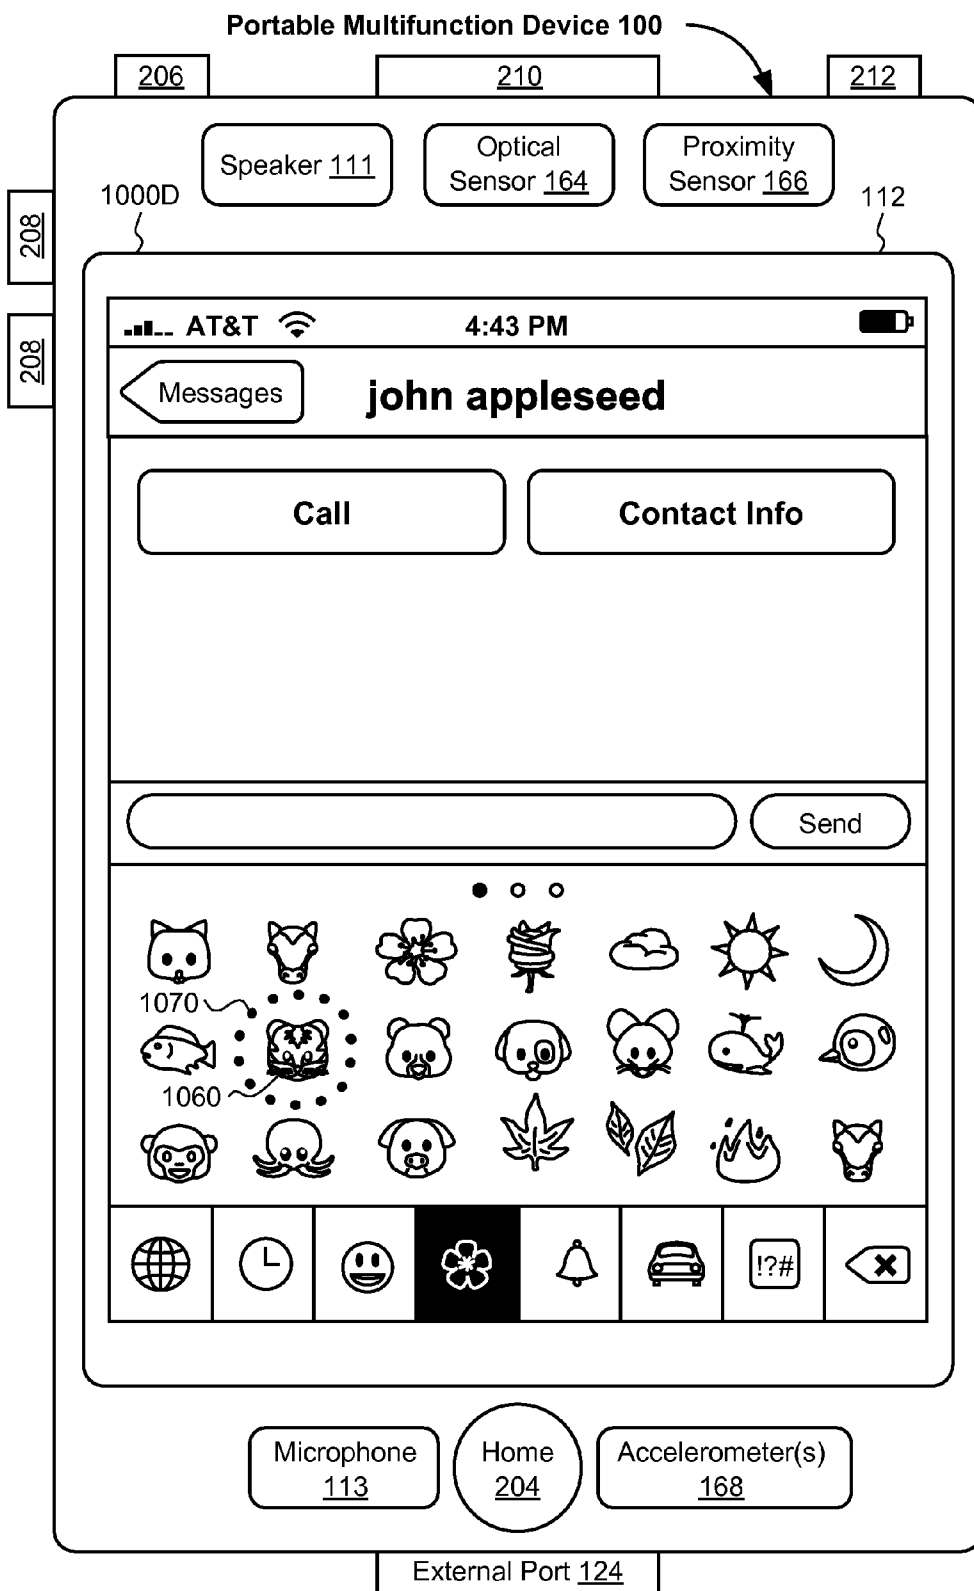 Portable Multifunction Device 100
206
210
212
Speaker 111
Optical
Sensor 164
Proximity
Sensor 166
208
1000D
112
208
AT&T
4:43 PM
Messages
john appleseed
Call
Contact Info
Send
1070
1060
!?#
Microphone
113
Home
204
Accelerometer(s)
168
External Port 124